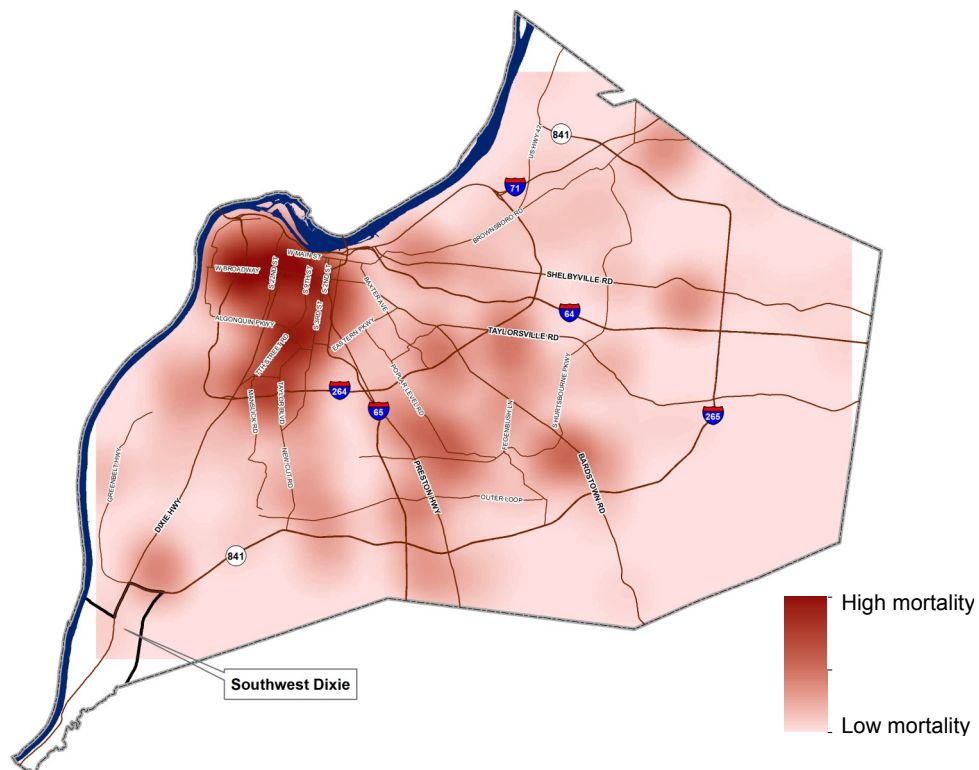 US HWY 42
841
71
BROWNSBORO RD
W MAIN ST
W BROADWAY
S 22ND ST
S 9TH ST
S 2ND ST
S 3RD ST
BAXTER AVE
SHELBYVILLE RD
64
ALGONQUIN PKWY
EASTERN PKWY
TAYLORSVILLE RD
7TH STREET RD
POPLAR LEVEL RD
S HURTSBOURNE PKWY
264
65
265
MANSLICK RD
TAYLOR BLVD
FEGENBUSH LN
GREENBELT HWY
NEW CUT RD
PRESTON HWY
BARDSTOWN RD
DIXIE HWY
OUTER LOOP
841
High mortality
Southwest Dixie
Low mortality